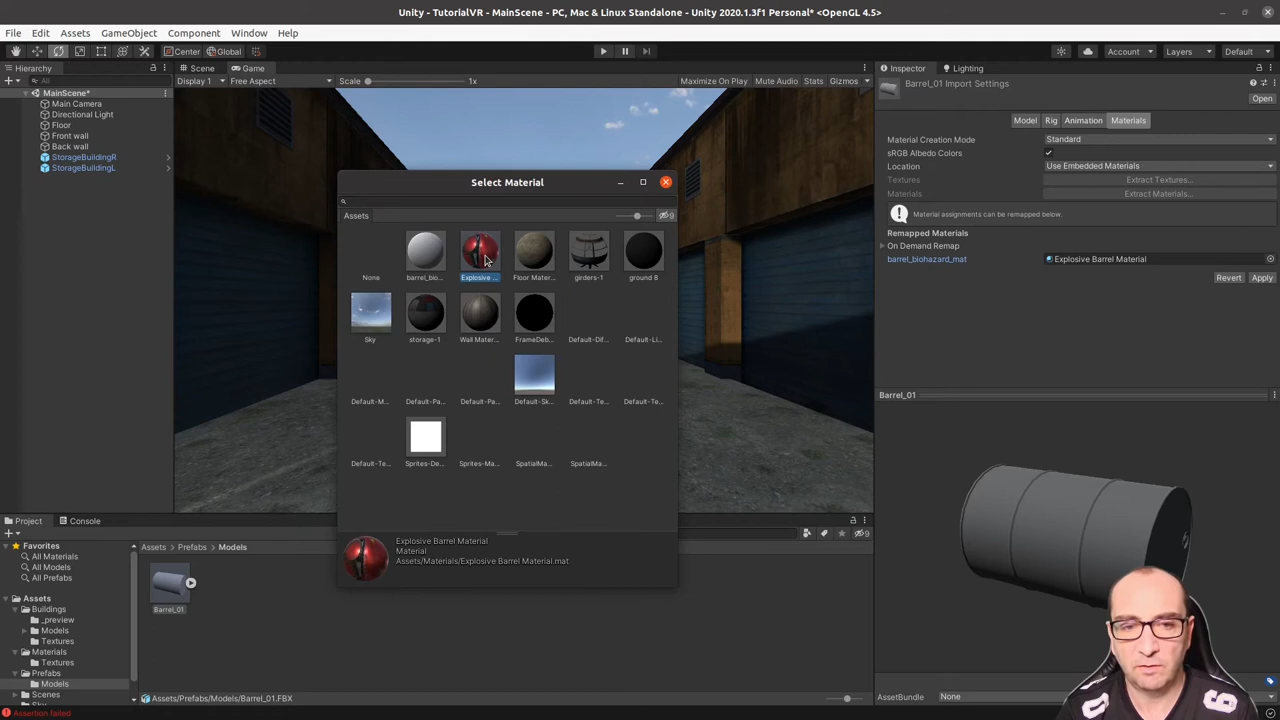 Unity - TutorialVR - MainScene - PC, Mac & Linux Standalone - Unity 2020.1.3f1 Personal* <OpenGL 4.5>
File Edit Assets GameObject Component Window Help
Center Global Account Layers Default
Hierarchy Scene Game Inspector Lighting
All Display 1 Free Aspect Scale 1x Maximize On Play Mute Audio Stats Gizmos
Barrel_01 Import Settings
Open
MainScene*
Main Camera
Directional Light
Floor
Front wall
Back wall
StorageBuildingR
StorageBuildingL
Model Rig Animation Materials
Material Creation Mode Standard
sRGB Albedo Colors
Location Use Embedded Materials
Textures Extract Textures...
Materials Extract Materials...
Material assignments can be remapped below.
Remapped Materials
On Demand Remap
barrel_biohazard_mat Explosive Barrel Material
Revert Apply
Select Material
Assets 9
None barrel_bio... Explosive ... Floor Mater... girders-1 ground 8
Sky storage-1 Wall Mater... FrameDeb... Default-Dif... Default-Li...
Default-M... Default-Pa... Default-Pa... Default-Sk... Default-Te... Default-Te...
Default-Te... Sprites-De... Sprites-Ma... SpatialMa... SpatialMa...
Explosive Barrel Material
Material
Assets/Materials/Explosive Barrel Material.mat
Barrel_01
Project Console
9
Favorites
All Materials
All Models
All Prefabs
Assets
Buildings
_preview
Models
Textures
Materials
Textures
Prefabs
Models
Scenes
Assets Prefabs Models
Barrel_01
Assets/Prefabs/Models/Barrel_01.FBX
AssetBundle None
Assertion failed